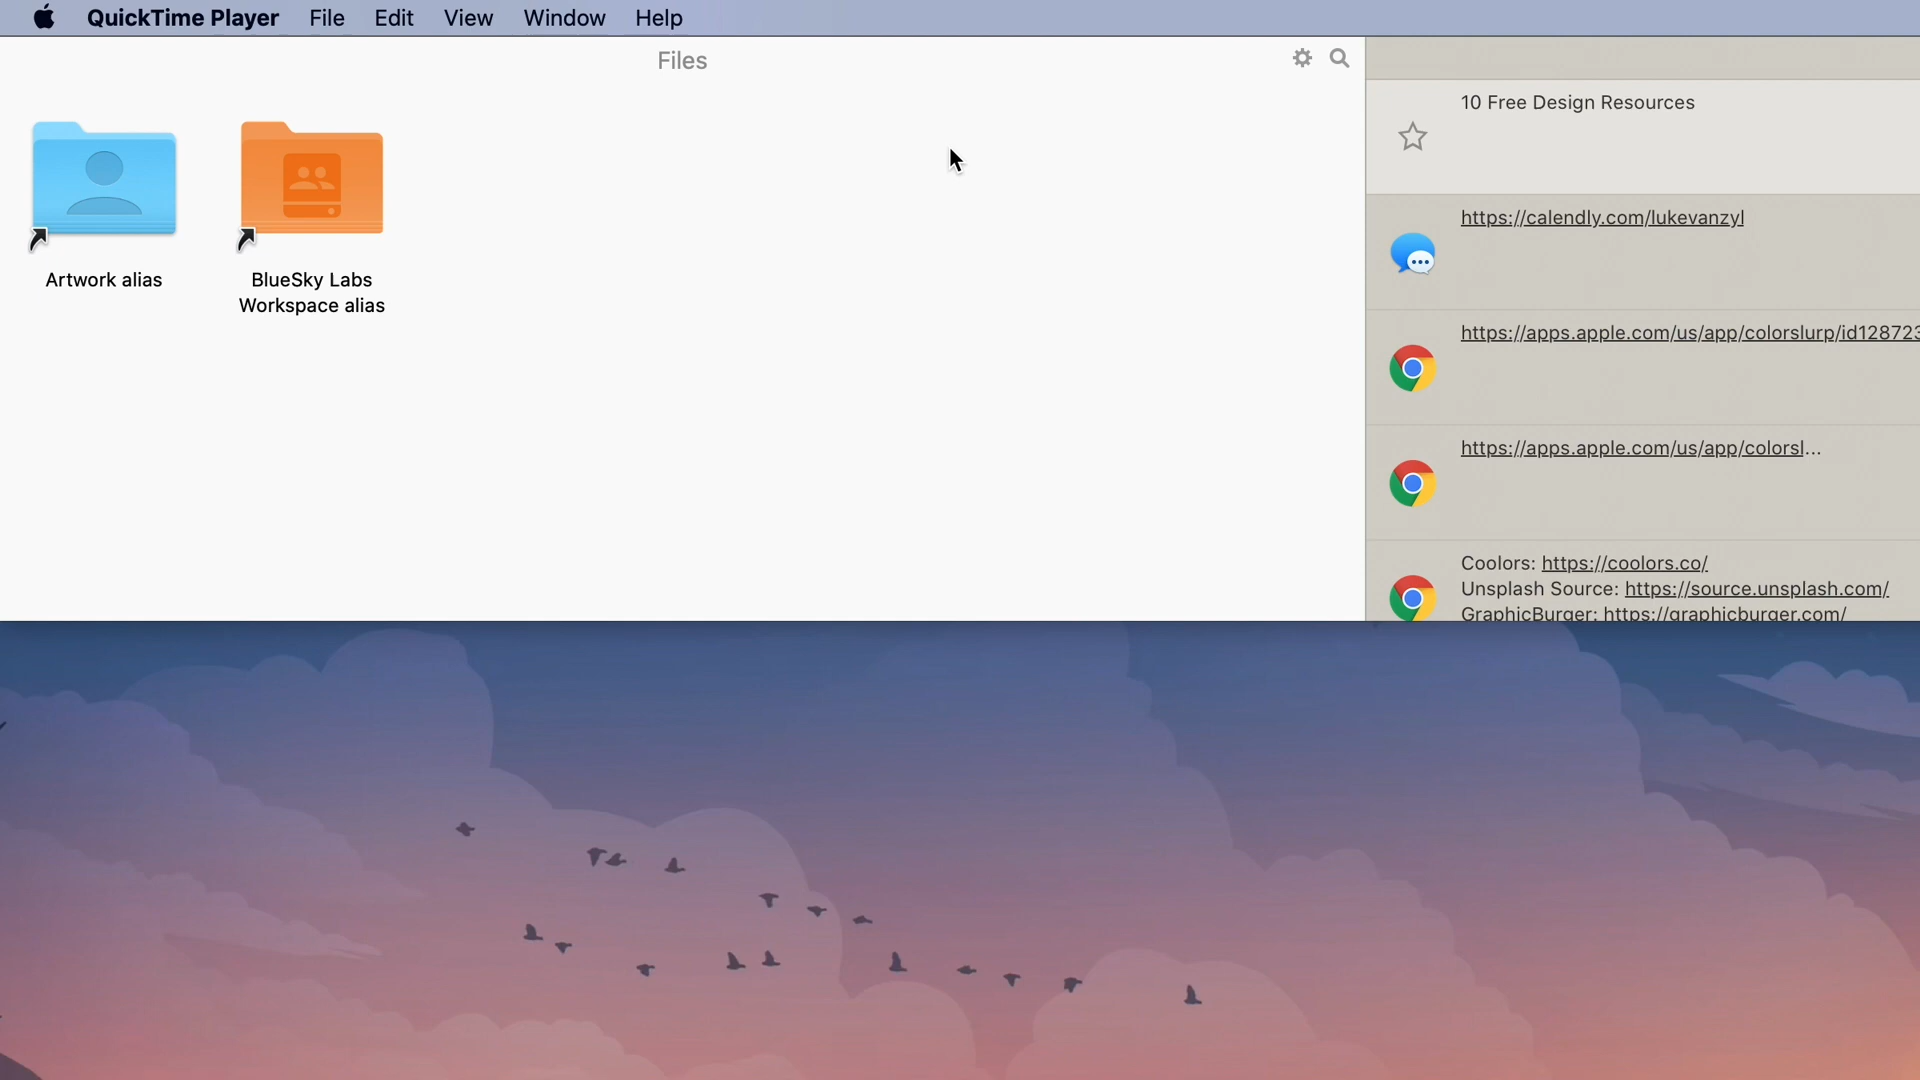 QuickTime Player File Edit View Window Help
Files
Artwork alias
BlueSky Labs
Workspace alias
10 Free Design Resources
https://calendly.com/lukevanzyl
https://apps.apple.com/us/app/colorslurp/id128723
https://apps.apple.com/us/app/colorsl...
Coolors: https://coolors.co/
Unsplash Source: https://source.unsplash.com/
GraphicBurger: https://graphicburger.com/